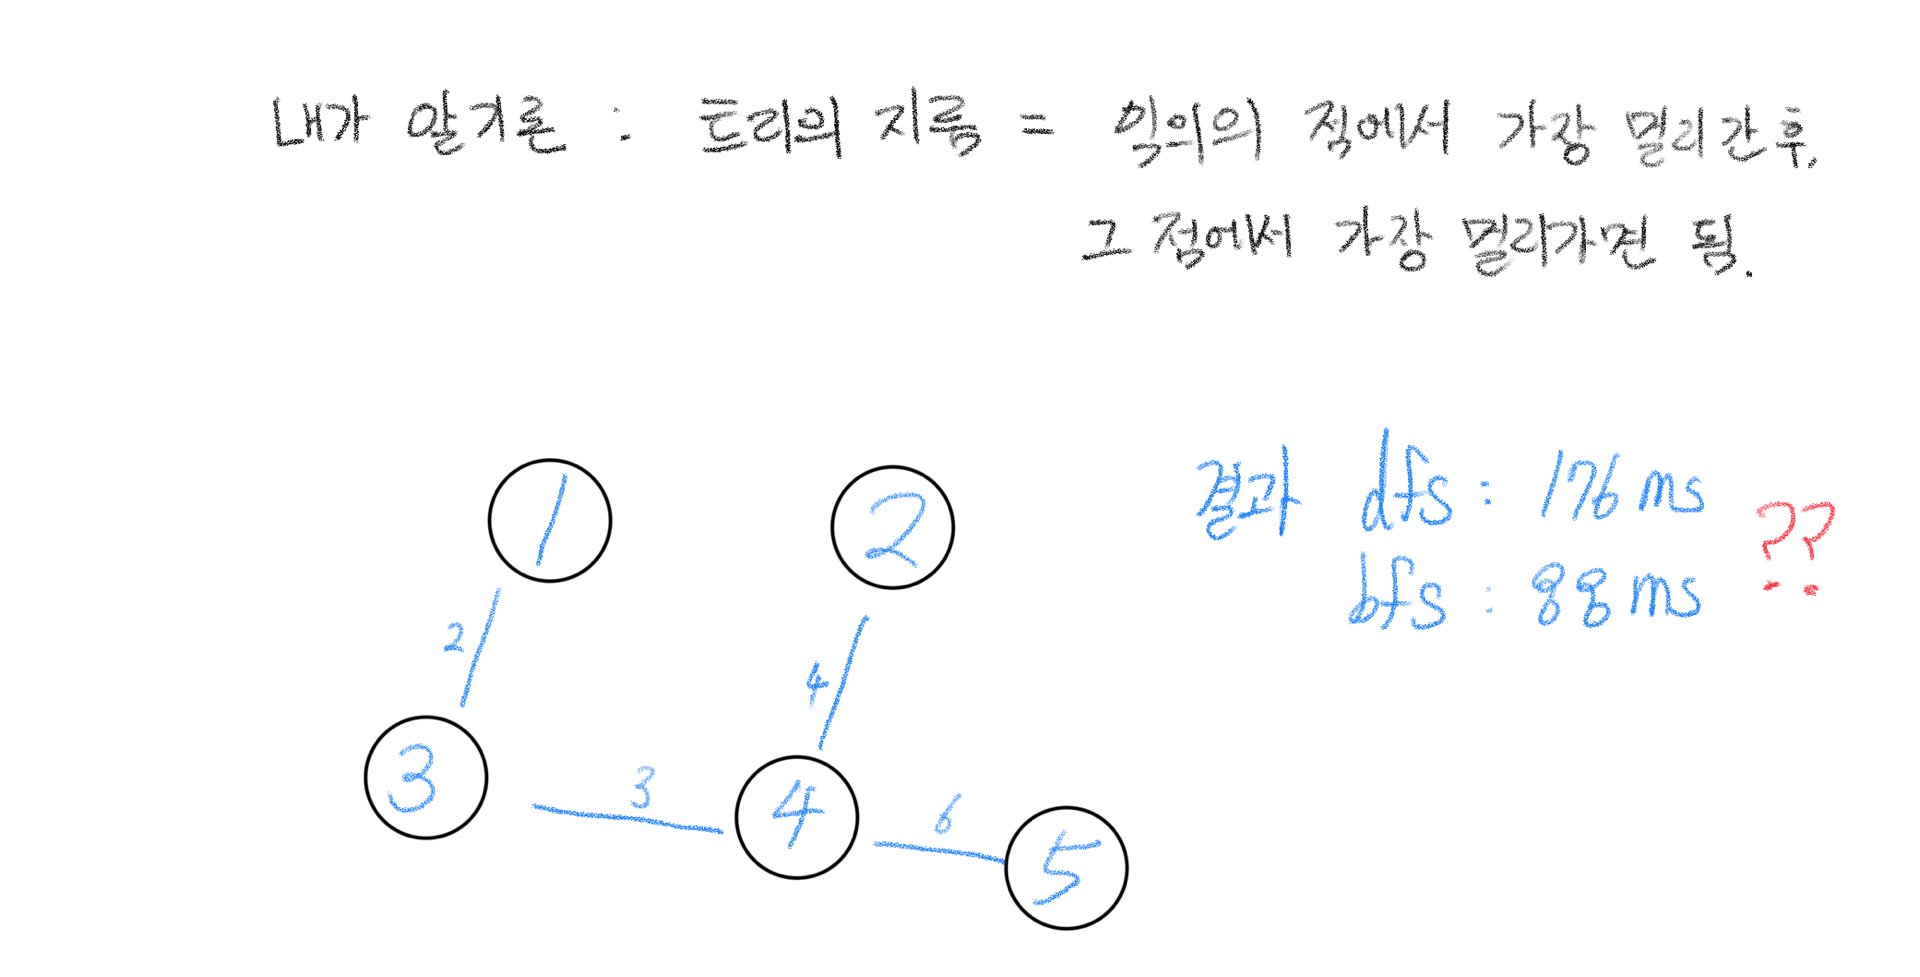 내가 알기론 : 트리의 지름 = 임의의 점에서 가장 멀리간 후,
그 점에서 가장 멀리가면 됨.
결과 dfs : 176 ms
bfs : 88 ms
??
1
2
2
4
3
3
4
6
5